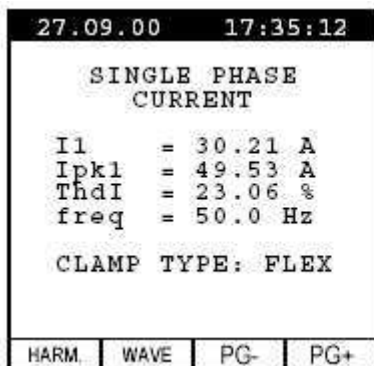 27.09.00 17:35:12
SINGLE PHASE
CURRENT
I1 = 30.21 A
Ipk1 = 49.53 A
ThdI = 23.06 %
freq = 50.0 Hz
CLAMP TYPE: FLEX
HARM. WAVE PG- PG+